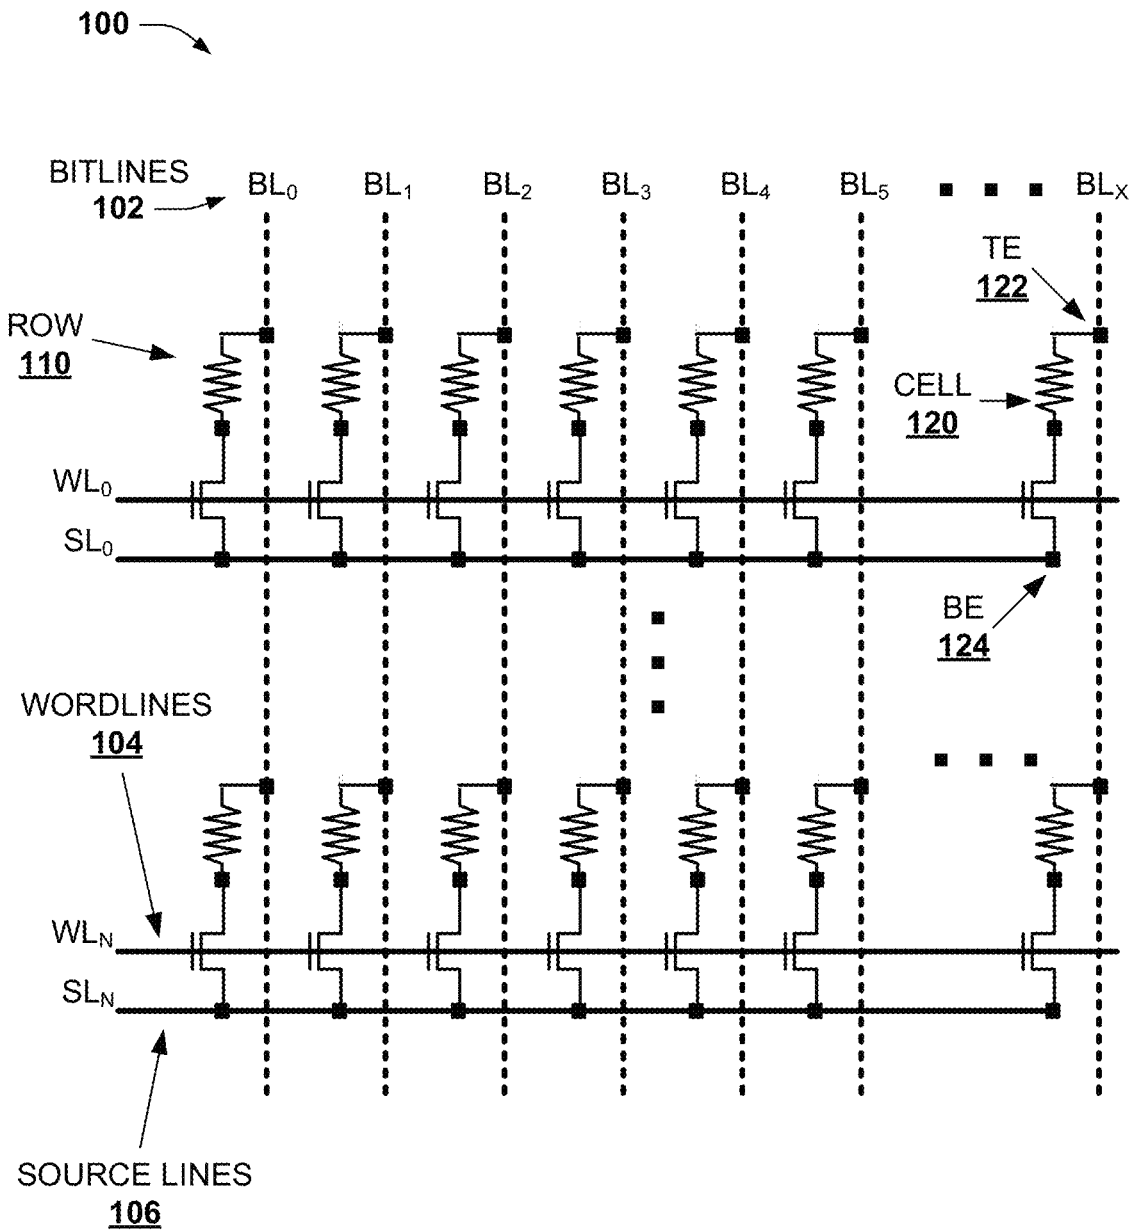 100
BITLINES
102
BL0 BL1 BL2 BL3 BL4 BL5 BLX
TE
122
ROW
110
CELL
120
WL0
SL0
BE
124
WORDLINES
104
WLN
SLN
SOURCE LINES
106